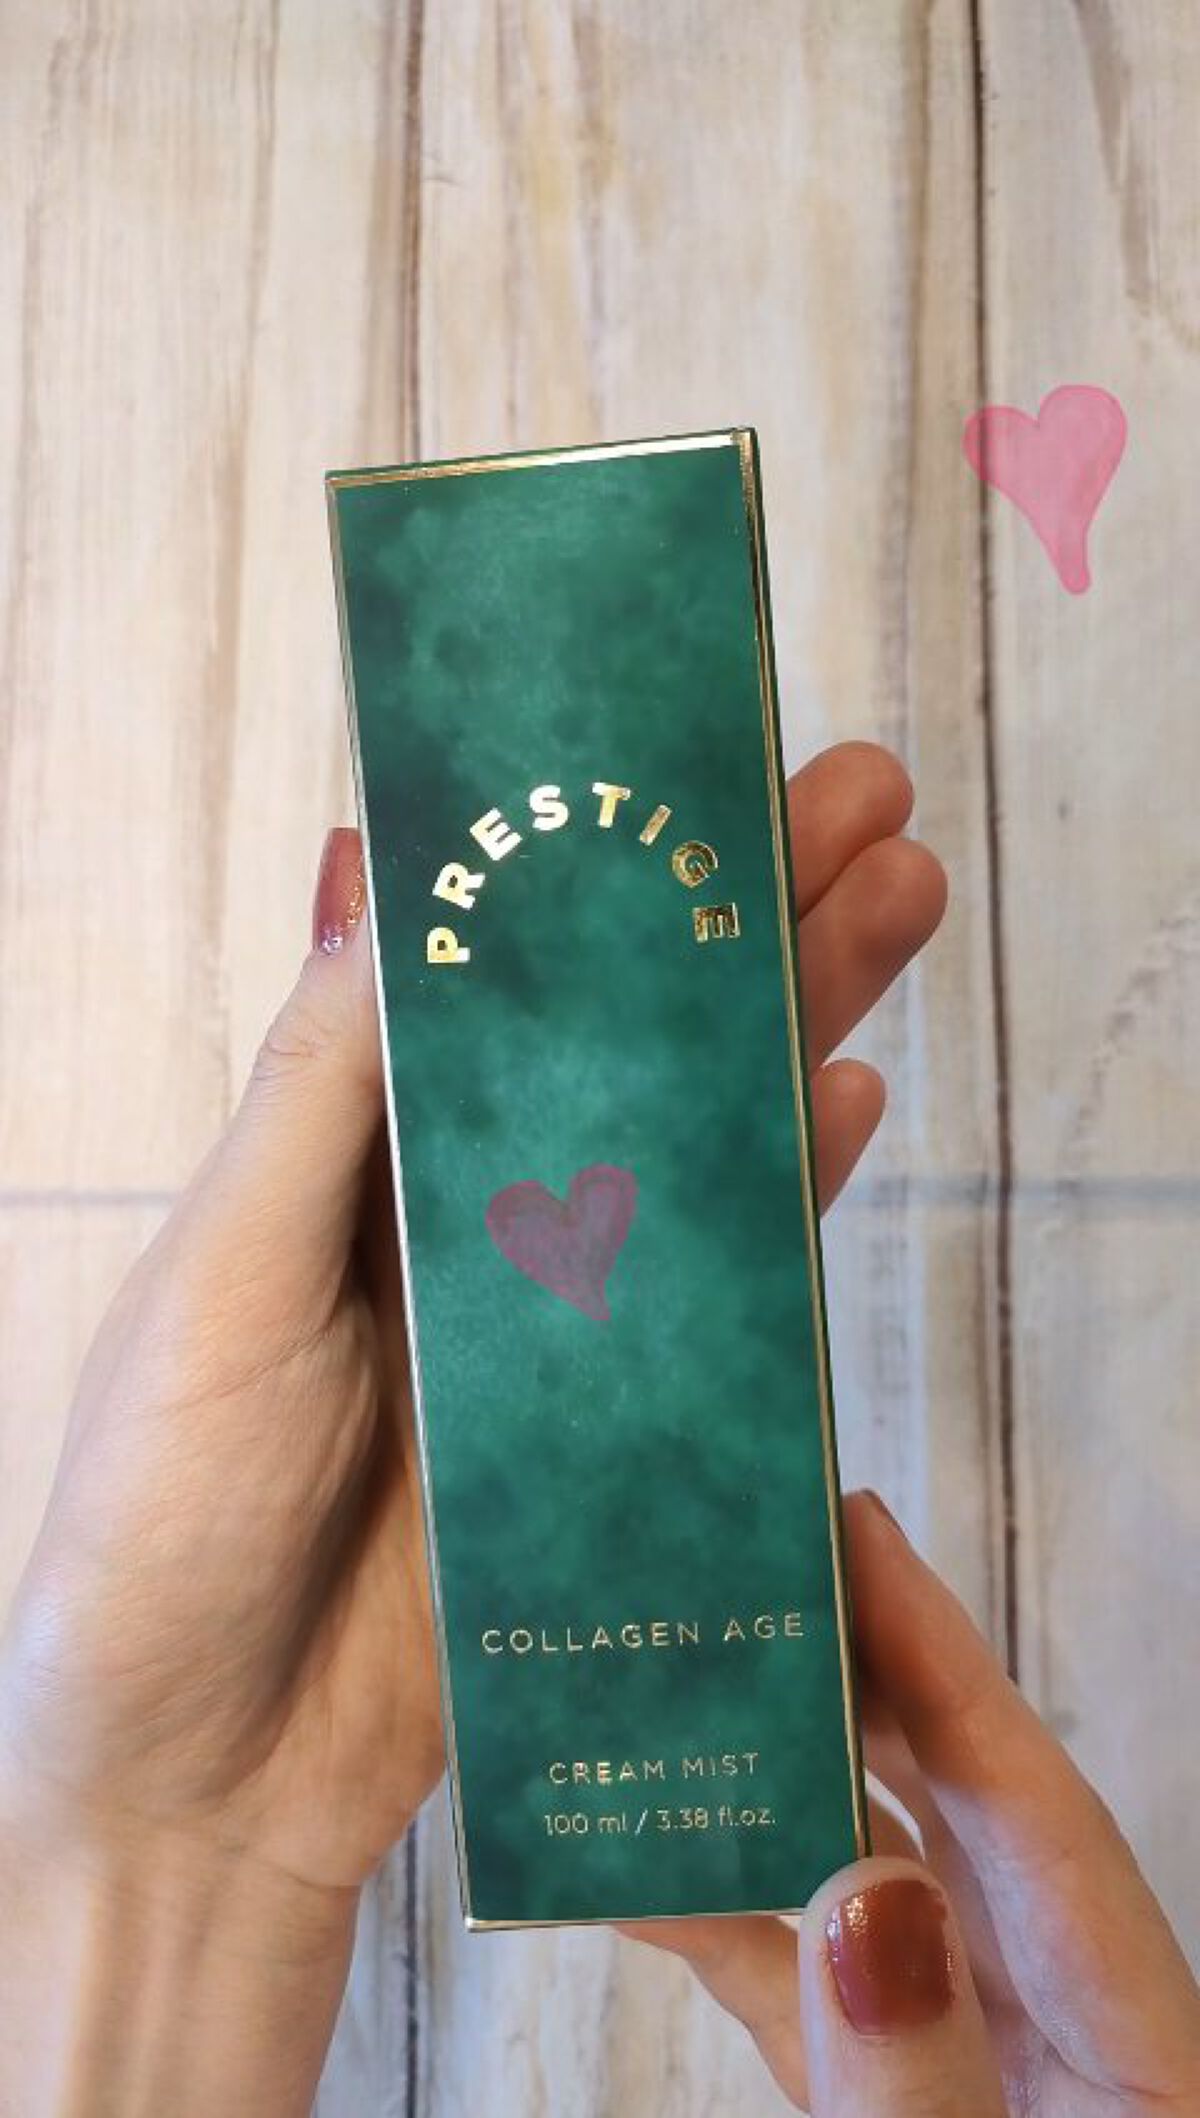 PRESTIGE
COLLAGEN AGE
CREAM MIST
100 ml / 3.38 fl.oz.